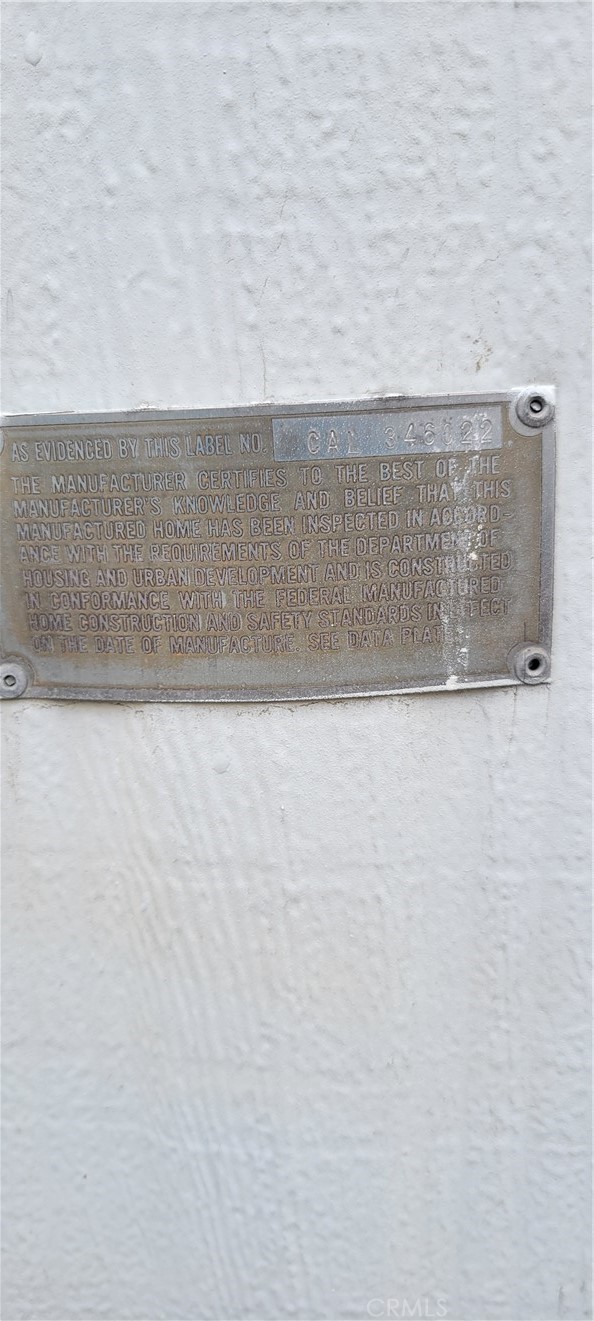 AS EVIDENCED BY THIS LABEL NO. CAL
THE MANUFACTURER CERTIFIES TO THE BEST OF THE
MANUFACTURER'S KNOWLEDGE AND BELIEF THAT THIS
MANUFACTURED HOME HAS BEEN INSPECTED IN ACCORD-
ANCE WITH THE REQUIREMENTS OF THE DEPARTMENT OF
HOUSING AND URBAN DEVELOPMENT AND IS CONSTRUCTED
IN CONFORMANCE WITH THE FEDERAL MANUFACTURED
HOME CONSTRUCTION AND SAFETY STANDARDS IN EFFECT
ON THE DATE OF MANUFACTURE. SEE DATA PLATE
CRMLS